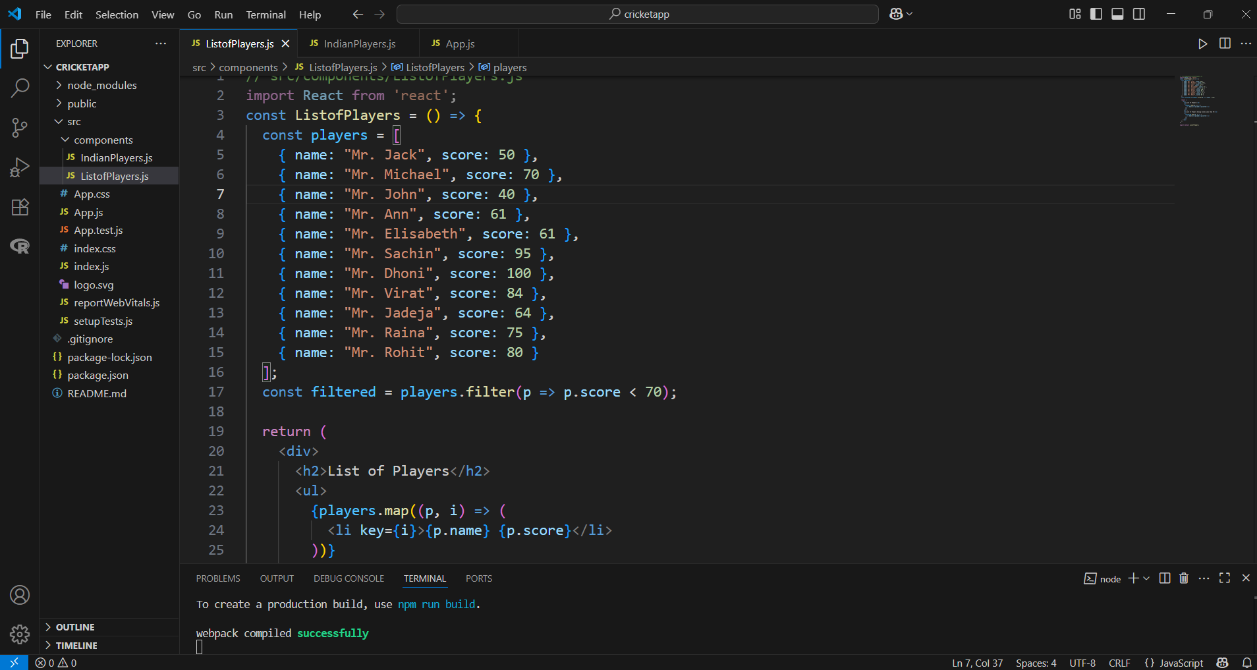 File Edit Selection View Go Run Terminal Help
cricketapp
EXPLORER
ListofPlayers.js
IndianPlayers.js
App.js
CRICKETAPP
node_modules
public
src
components
JS IndianPlayers.js
JS ListofPlayers.js
# App.css
JS App.js
JS App.test.js
# index.css
JS index.js
logo.svg
JS reportWebVitals.js
JS setupTests.js
.gitignore
{} package-lock.json
{} package.json
README.md
OUTLINE
TIMELINE
src > components > JS ListofPlayers.js > ListofPlayers > players
1 // src/components/ListofPlayers.js
2 import React from 'react';
3 const ListofPlayers = () => {
4 const players = [
5 { name: "Mr. Jack", score: 50 },
6 { name: "Mr. Michael", score: 70 },
7 { name: "Mr. John", score: 40 },
8 { name: "Mr. Ann", score: 61 },
9 { name: "Mr. Elisabeth", score: 61 },
10 { name: "Mr. Sachin", score: 95 },
11 { name: "Mr. Dhoni", score: 100 },
12 { name: "Mr. Virat", score: 84 },
13 { name: "Mr. Jadeja", score: 64 },
14 { name: "Mr. Raina", score: 75 },
15 { name: "Mr. Rohit", score: 80 }
16 ];
17 const filtered = players.filter(p => p.score < 70);
18
19 return (
20 <div>
21 <h2>List of Players</h2>
22 <ul>
23 {players.map((p, i) => (
24 <li key={i}>{p.name} {p.score}</li>
25 ))}
PROBLEMS OUTPUT DEBUG CONSOLE TERMINAL PORTS
node
To create a production build, use npm run build.
webpack compiled successfully
0 0
Ln 7, Col 37 Spaces: 4 UTF-8 CRLF {} JavaScript